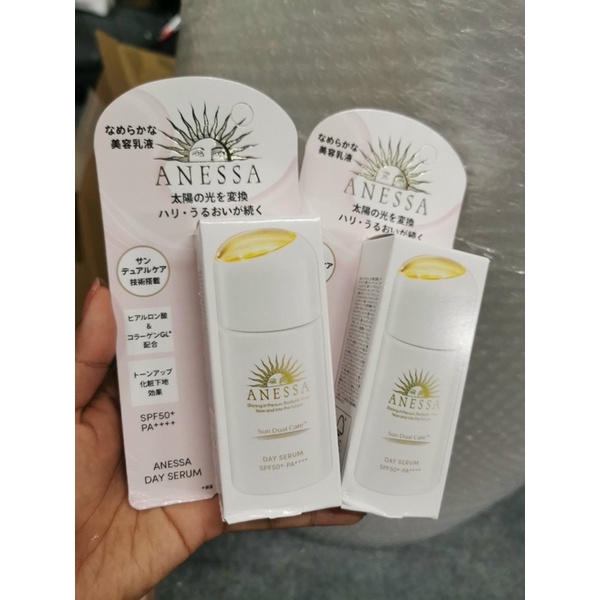 なめらかな
美容乳液
ANESSA
太陽の光を変換
ハリ・うるおいが続く
サン
デュアルケア
技術搭載
ヒアルロン酸
&
コラーゲンGL*
配合
トーンアップ
化粧下地
効果
SPF50+
PA++++
ANESSA
DAY SERUM
ANESSA
Sun Dual Care™
DAY SERUM
SPF50+・PA++++
なめらかな
美容乳液
ANESSA
太陽の光を変換
ハリ・うるおいが続く
ANESSA
Sun Dual Care™
DAY SERUM
SPF50+・PA++++